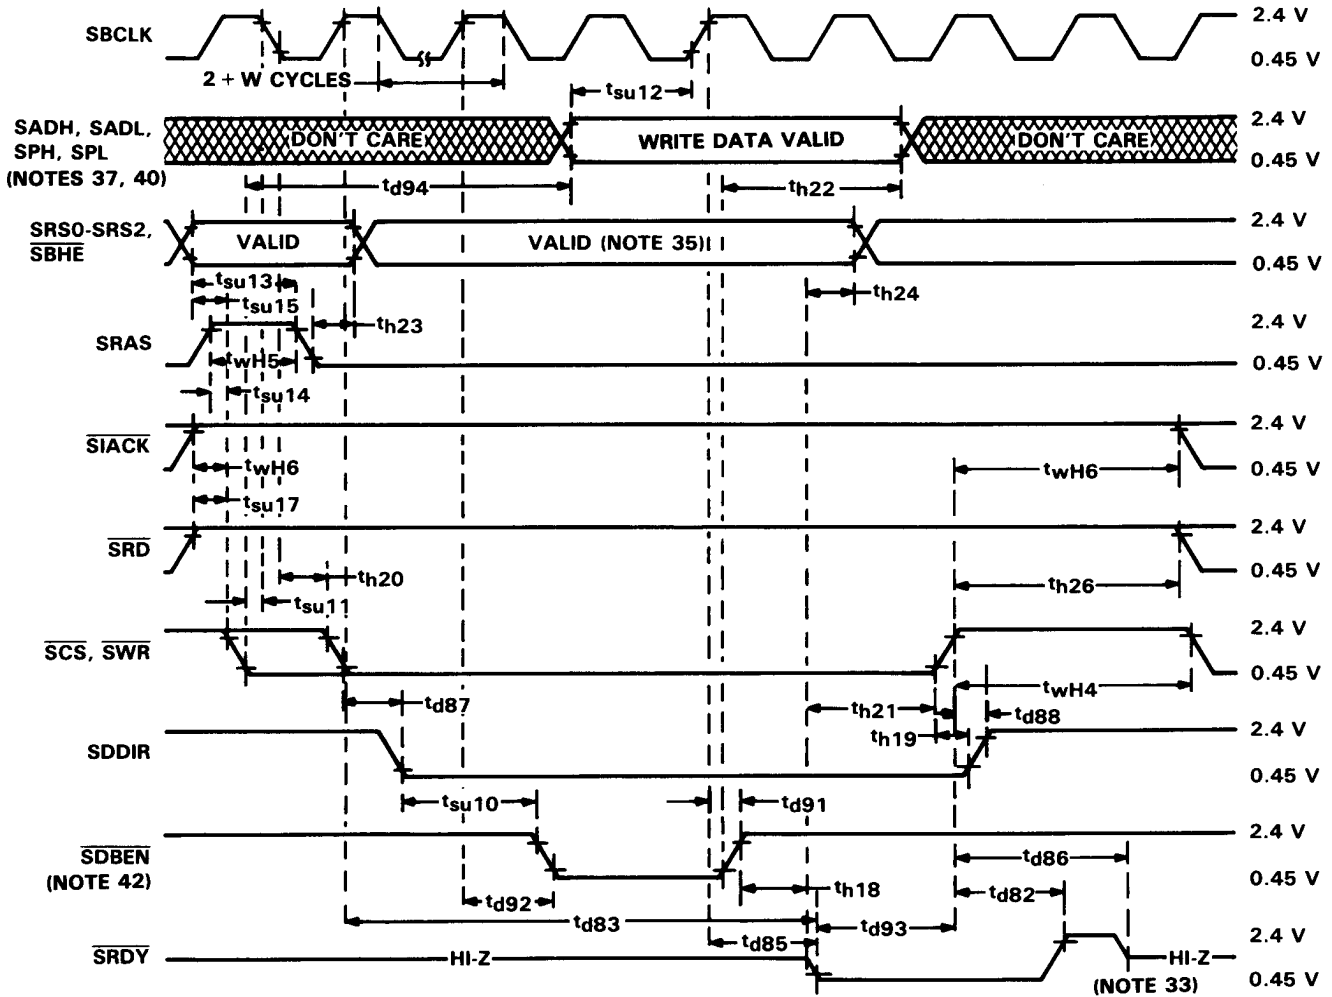 SBCLK
2.4 V
0.45 V
2 + W CYCLES
tsu12
SADH, SADL,
SPH, SPL
(NOTES 37, 40)
DON'T CARE
WRITE DATA VALID
DON'T CARE
2.4 V
0.45 V
td94
th22
SRS0-SRS2,
SBHE
VALID
VALID (NOTE 35)
2.4 V
0.45 V
tsu13
tsu15
th23
th24
SRAS
2.4 V
0.45 V
twH5
tsu14
SIACK
2.4 V
0.45 V
twH6
twH6
tsu17
SRD
2.4 V
0.45 V
th20
th26
tsu11
SCS, SWR
2.4 V
0.45 V
twH4
td87
th21
td88
th19
SDDIR
2.4 V
0.45 V
tsu10
td91
SDBEN
(NOTE 42)
2.4 V
0.45 V
td86
th18
td82
td92
td83
td93
td85
SRDY
HI-Z
HI-Z
(NOTE 33)
2.4 V
0.45 V